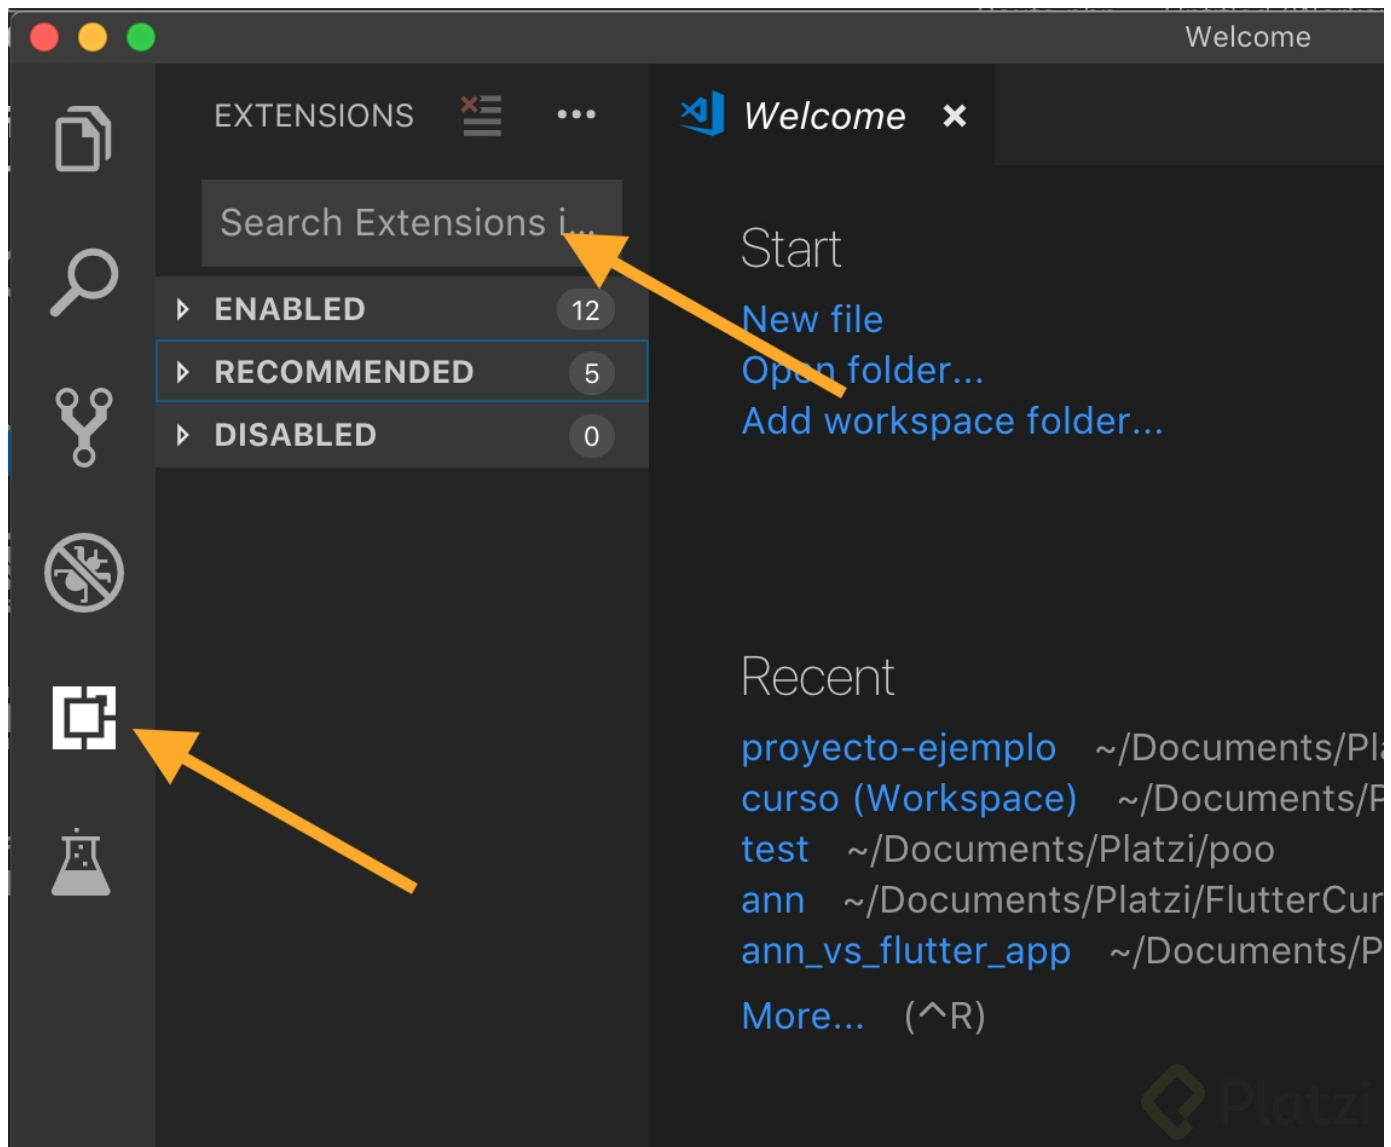 Welcome
EXTENSIONS
Welcome
Search Extensions i...
ENABLED 12
RECOMMENDED 5
DISABLED 0
Start
New file
Open folder...
Add workspace folder...
Recent
proyecto-ejemplo ~/Documents/Pla
curso (Workspace) ~/Documents/P
test ~/Documents/Platzi/poo
ann ~/Documents/Platzi/FlutterCur
ann_vs_flutter_app ~/Documents/P
More... (^R)
Platzi